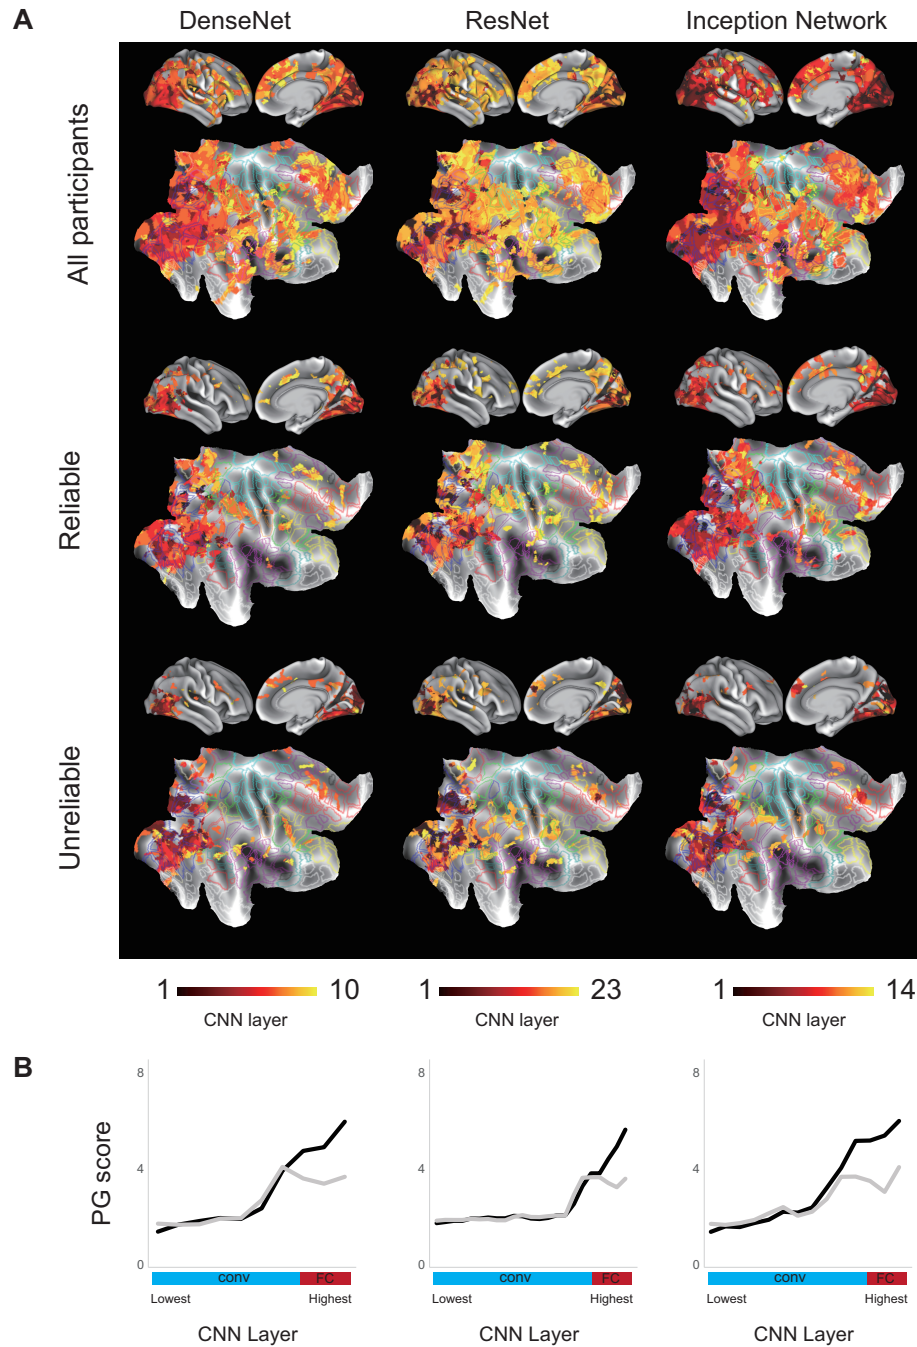 A
DenseNet
ResNet
Inception Network
All participants
Reliable
Unreliable
1 10
CNN layer
1 23
CNN layer
1 14
CNN layer
B
PG score
8
4
0
conv FC
Lowest Highest
CNN Layer
8
4
0
conv FC
Lowest Highest
CNN Layer
8
4
0
conv FC
Lowest Highest
CNN Layer